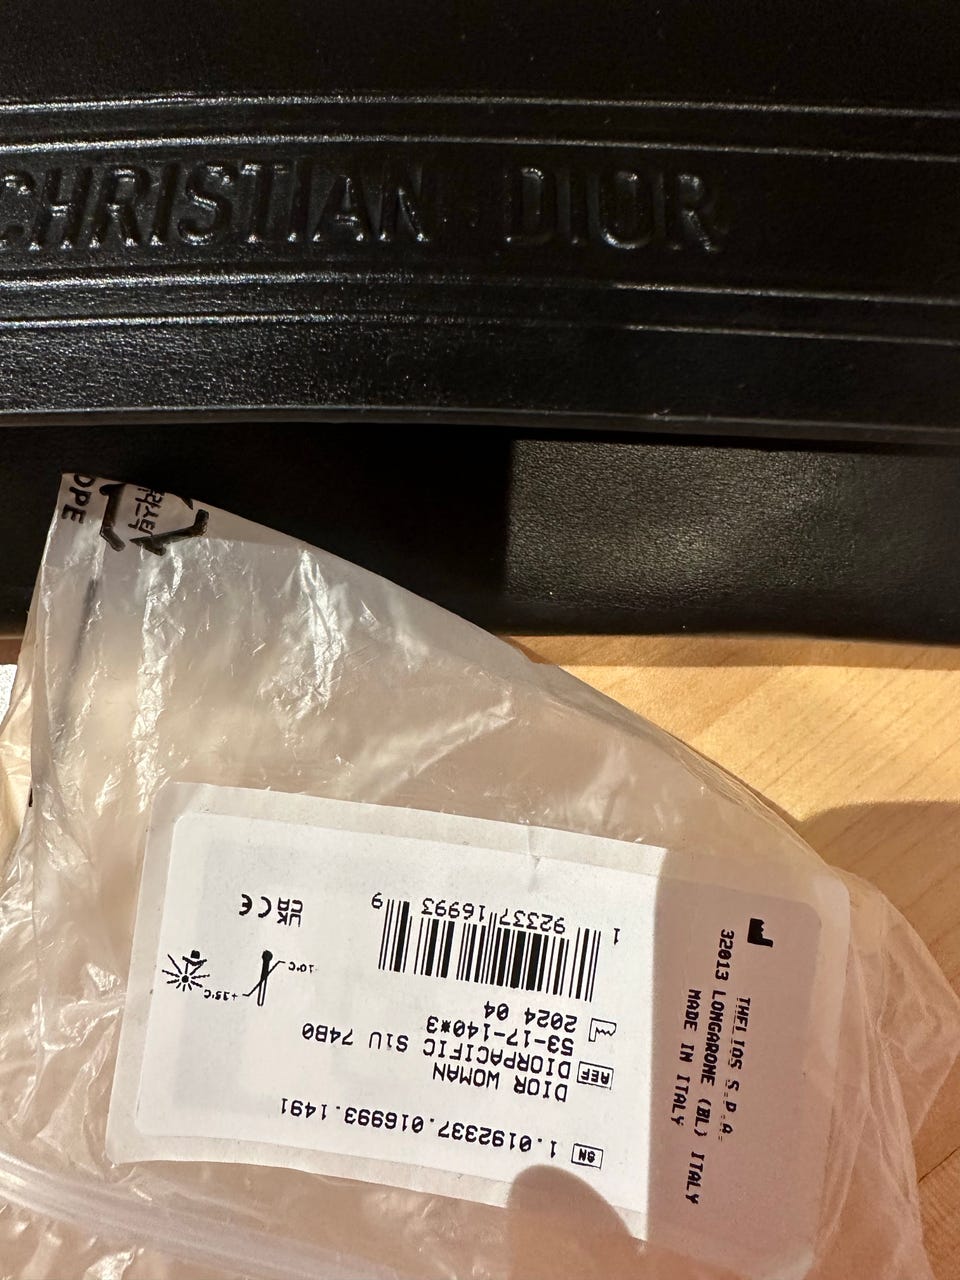 CHRISTIAN DIOR
DPE
SN 1.0192337.016993.1491
DIOR WOMAN
REF DIORPACIFIC S1U 74B0
53-17-140*3
2024 04
1 92337 16993 9
UK CA CE
-10°C
+35°C
THELIOS S.P.A.
32013 LONGARONE (BL) ITALY
MADE IN ITALY